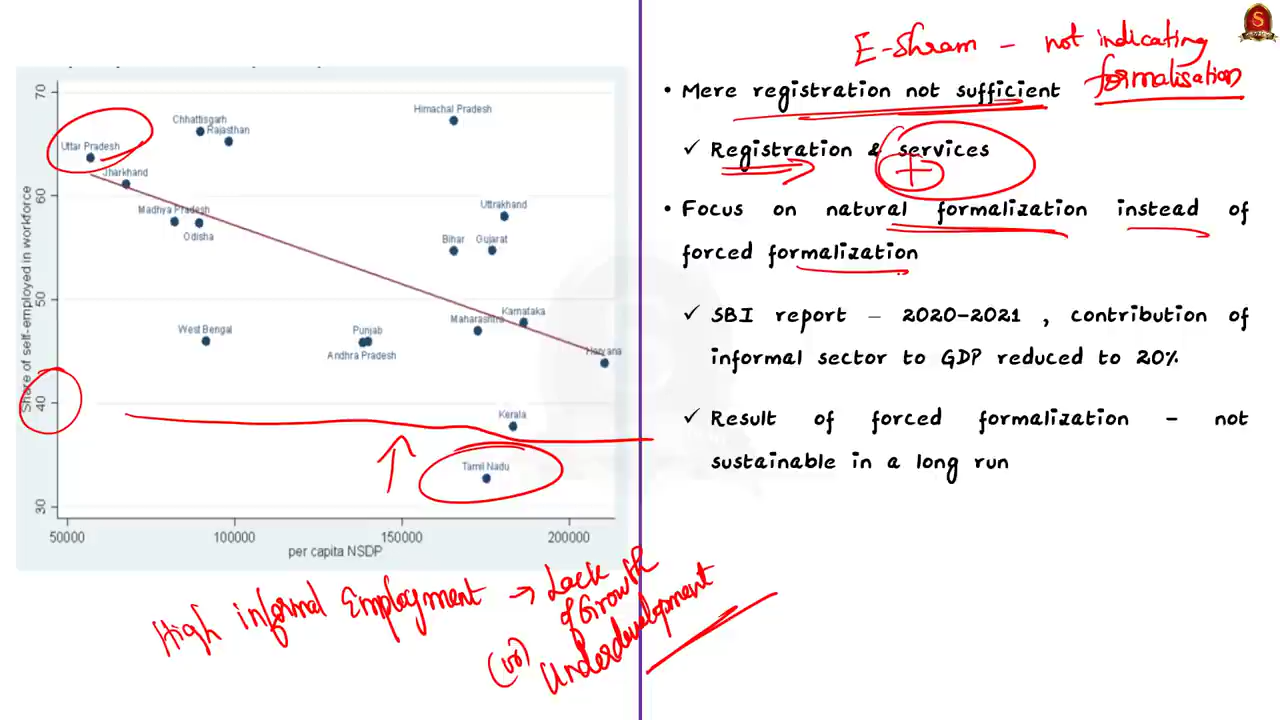 70
60
50
40
30
Share of self-employed in workforce
Himachal Pradesh
Chhattisgarh
Rajasthan
Uttar Pradesh
Jharkhand
Madhya Pradesh
Odisha
Uttrakhand
Bihar
Gujarat
West Bengal
Punjab
Andhra Pradesh
Maharashtra
Karnataka
Haryana
Kerala
Tamil Nadu
50000 100000 150000 200000
per capita NSDP
High informal Employment → Lack
of Growth
(or)
Underdevelopment
E-Shram - not indicating
formalisation
• Mere registration not sufficient
✓ Registration & services
+
• Focus on natural formalization instead of
forced formalization
✓ SBI report – 2020-2021 , contribution of
informal sector to GDP reduced to 20%
✓ Result of forced formalization - not
sustainable in a long run
S